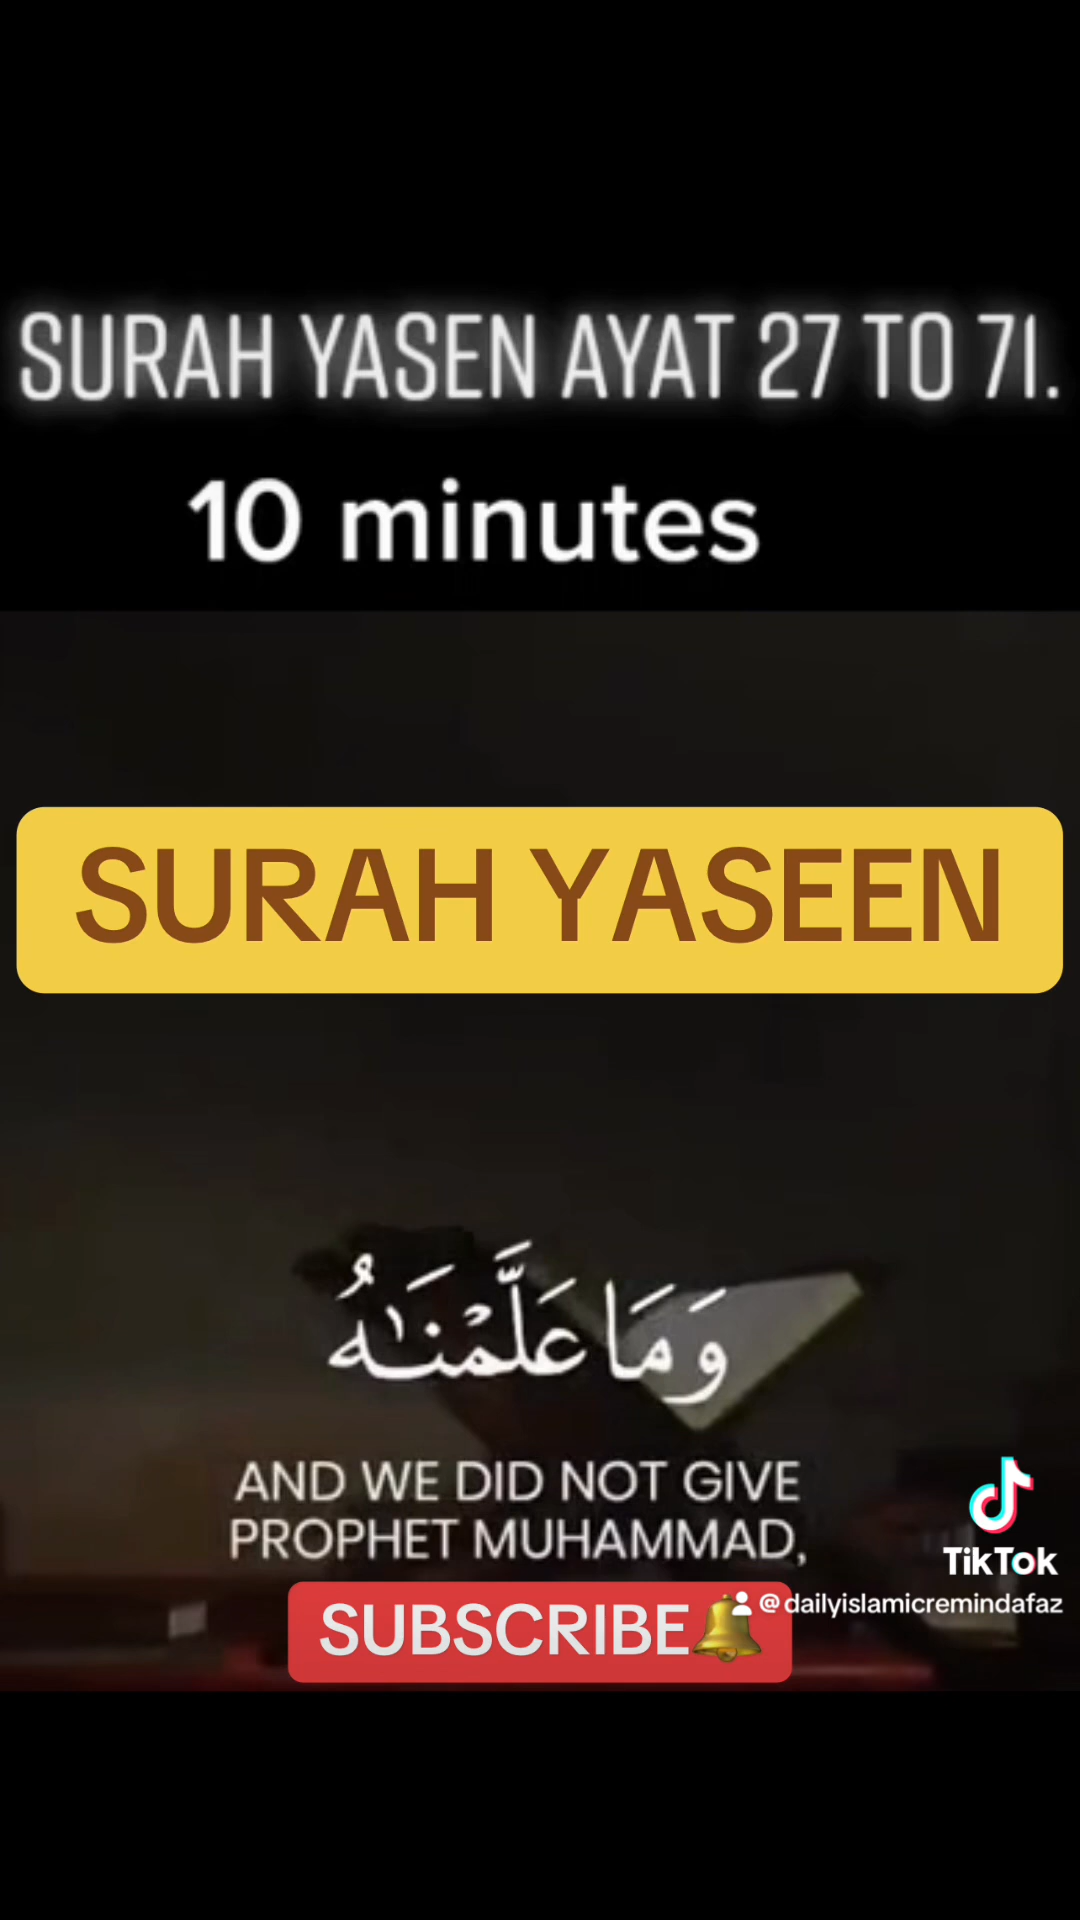 SURAH YASEN AYAT 27 TO 71.
10 minutes
SURAH YASEEN
وَمَا عَلَّمْنَٰهُ
AND WE DID NOT GIVE
PROPHET MUHAMMAD,
SUBSCRIBE🔔
TikTok
@dailyislamicremindafaz